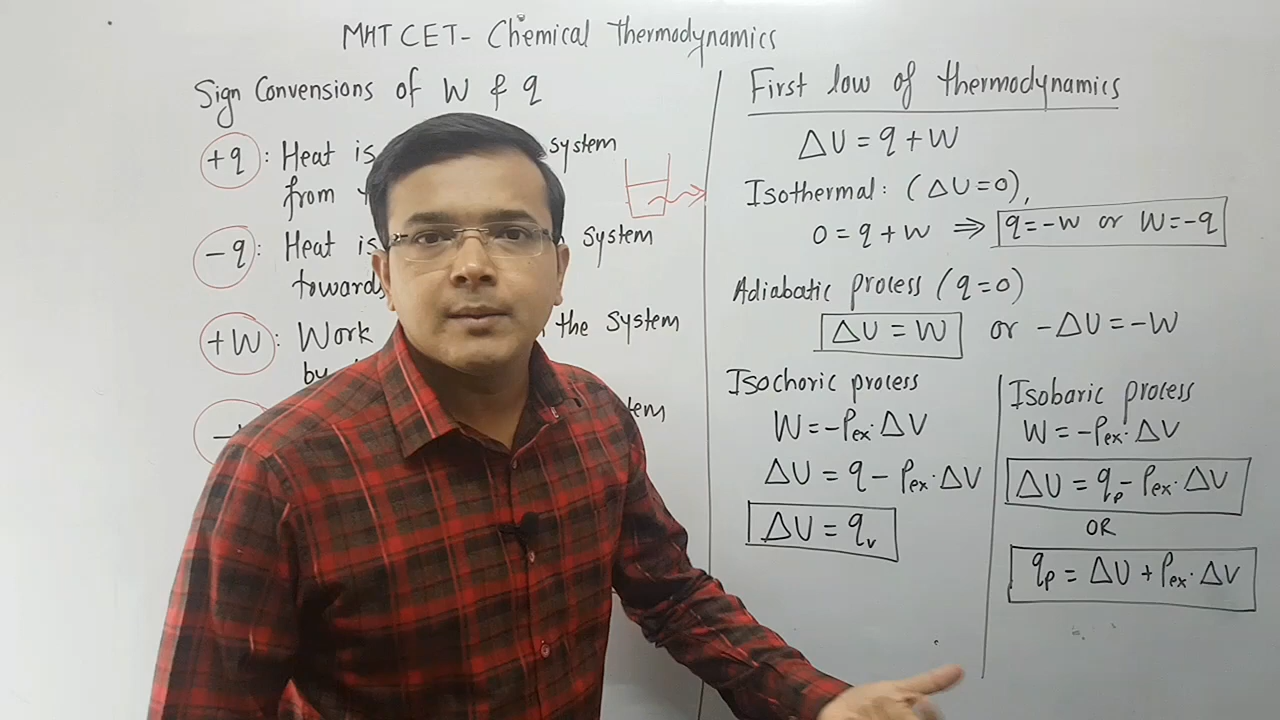 MHT CET - Chemical Thermodynamics
Sign Convensions of W & q
+q : Heat is system
from
-q : Heat is system
towards
+W : Work the system
by
First low of thermodynamics
ΔU = q + W
Isothermal: (ΔU=0),
0 = q + W ⇒ q=-W or W=-q
Adiabatic process (q=0)
ΔU = W or -ΔU = -W
Isochoric process
W = -Pex. ΔV
ΔU = q - Pex. ΔV
ΔU = qv
Isobaric process
W = -Pex. ΔV
ΔU = qp - Pex. ΔV
OR
qp = ΔU + Pex. ΔV